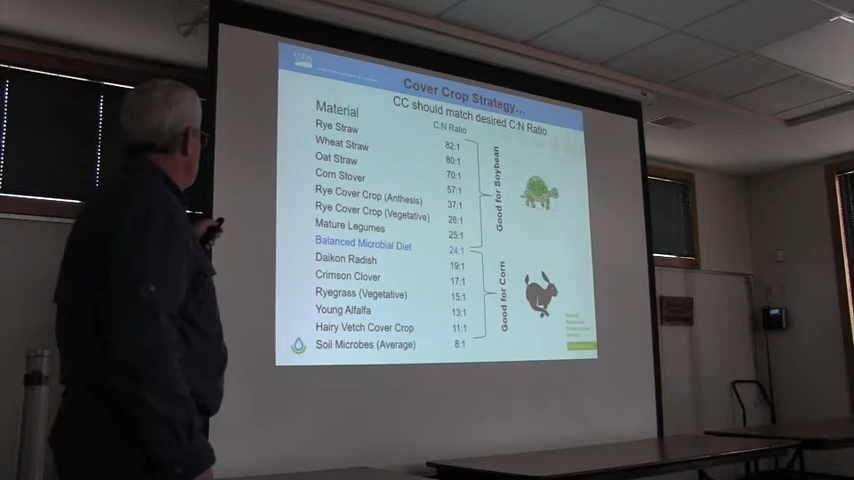 USDA
Cover Crop Strategy...
CC should match desired C:N Ratio
Material C:N Ratio
Rye Straw 82:1
Wheat Straw 80:1
Oat Straw 70:1
Corn Stover 57:1
Rye Cover Crop (Anthesis) 37:1
Rye Cover Crop (Vegetative) 26:1
Mature Legumes 25:1
Balanced Microbial Diet 24:1
Daikon Radish 19:1
Crimson Clover 17:1
Ryegrass (Vegetative) 15:1
Young Alfalfa 13:1
Hairy Vetch Cover Crop 11:1
Soil Microbes (Average) 8:1
Good for Soybean
Good for Corn